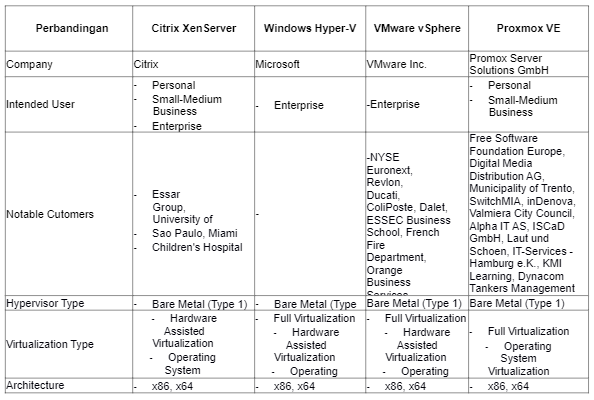 Perbandingan Citrix XenServer Windows Hyper-V VMware vSphere Proxmox VE
Company Citrix Microsoft VMware Inc. Promox Server
Solutions GmbH
Intended User
- Personal
- Small-Medium
Business
- Enterprise
- Enterprise
-Enterprise
- Personal
- Small-Medium
Business
Notable Cutomers
- Essar
Group,
University of
- Sao Paulo, Miami
- Children's Hospital
-
-NYSE
Euronext,
Revlon,
Ducati,
ColiPoste, Dalet,
ESSEC Business
School, French
Fire
Department,
Orange
Business
Services
Free Software
Foundation Europe,
Digital Media
Distribution AG,
Municipality of Trento,
SwitchMIA, inDenova,
Valmiera City Council,
Alpha IT AS, ISCaD
GmbH, Laut und
Schoen, IT-Services -
Hamburg e.K., KMI
Learning, Dynacom
Tankers Management
Hypervisor Type - Bare Metal (Type 1) - Bare Metal (Type Bare Metal (Type 1) Bare Metal (Type 1)
Virtualization Type
- Hardware
Assisted
Virtualization
- Operating
System
- Full Virtualization
- Hardware
Assisted
Virtualization
- Operating
- Full Virtualization
- Hardware
Assisted
Virtualization
- Operating
- Full Virtualization
- Operating
System
Virtualization
Architecture - x86, x64 - x86, x64 - x86, x64 - x86, x64